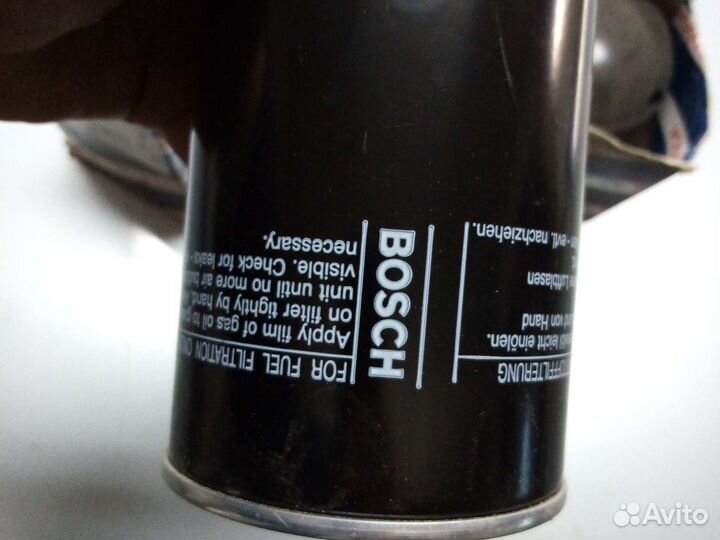 FFILTERUNG
leicht einölen.
von Hand
Luftblasen
- evtl. nachziehen.
BOSCH
FOR FUEL FILTRATION
Apply film of gas oil to
on filter tightly by hand.
unit until no more air
visible. Check for leaks -
necessary.
Avito